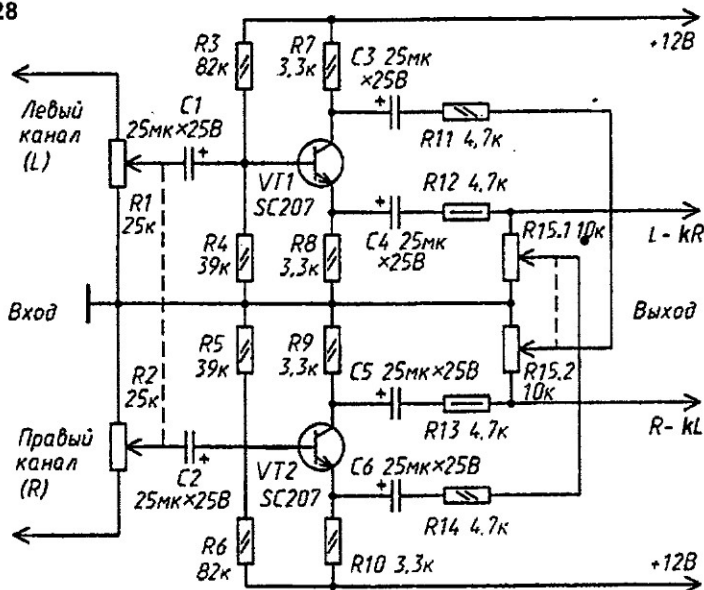 28
R3
82к
R7
3,3к
C3 25мк
×25В
+12В
Левый
канал
(L)
C1
25мк×25В
R11 4,7к
VT1
SC207
R12 4,7к
R1
25к
R15.1 10к
L - kR
R4
39к
R8
3,3к
C4 25мк
×25В
Вход
Выход
R5
39к
R9
3,3к
R2
25к
C5 25мк×25В
R15.2
10к
R13 4,7к
R - kL
Правый
канал
(R)
C2
25мк×25В
VT2
SC207
C6 25мк×25В
R14 4,7к
R6
82к
R10 3,3к
+12В